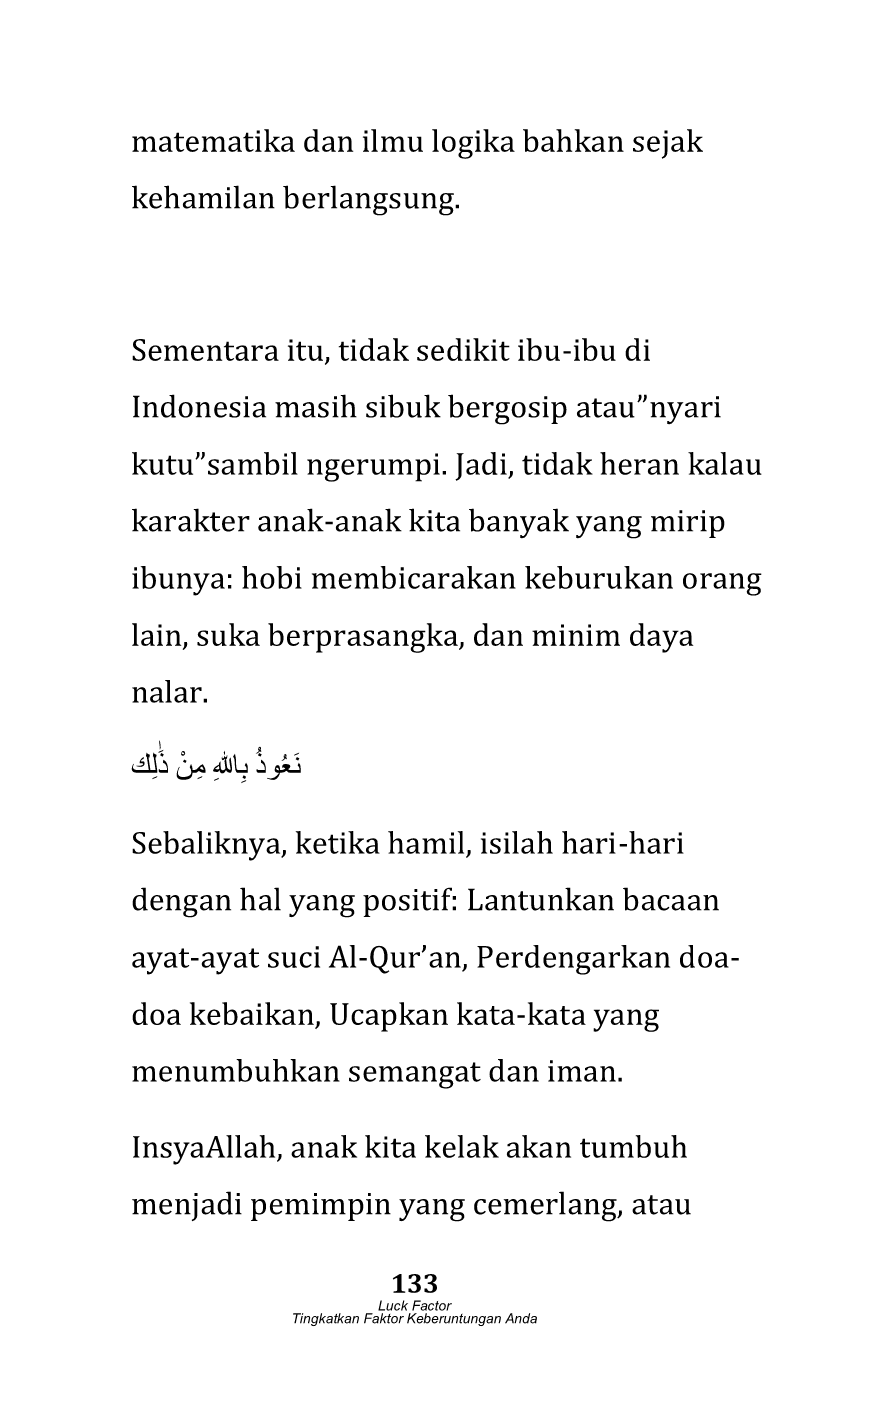 matematika dan ilmu logika bahkan sejak
kehamilan berlangsung.
Sementara itu, tidak sedikit ibu-ibu di
Indonesia masih sibuk bergosip atau”nyari
kutu”sambil ngerumpi. Jadi, tidak heran kalau
karakter anak-anak kita banyak yang mirip
ibunya: hobi membicarakan keburukan orang
lain, suka berprasangka, dan minim daya
nalar.
نَعُوذُ بِاللهِ مِنْ ذَٰلِك
Sebaliknya, ketika hamil, isilah hari-hari
dengan hal yang positif: Lantunkan bacaan
ayat-ayat suci Al-Qur’an, Perdengarkan doa-
doa kebaikan, Ucapkan kata-kata yang
menumbuhkan semangat dan iman.
InsyaAllah, anak kita kelak akan tumbuh
menjadi pemimpin yang cemerlang, atau
133
Luck Factor
Tingkatkan Faktor Keberuntungan Anda